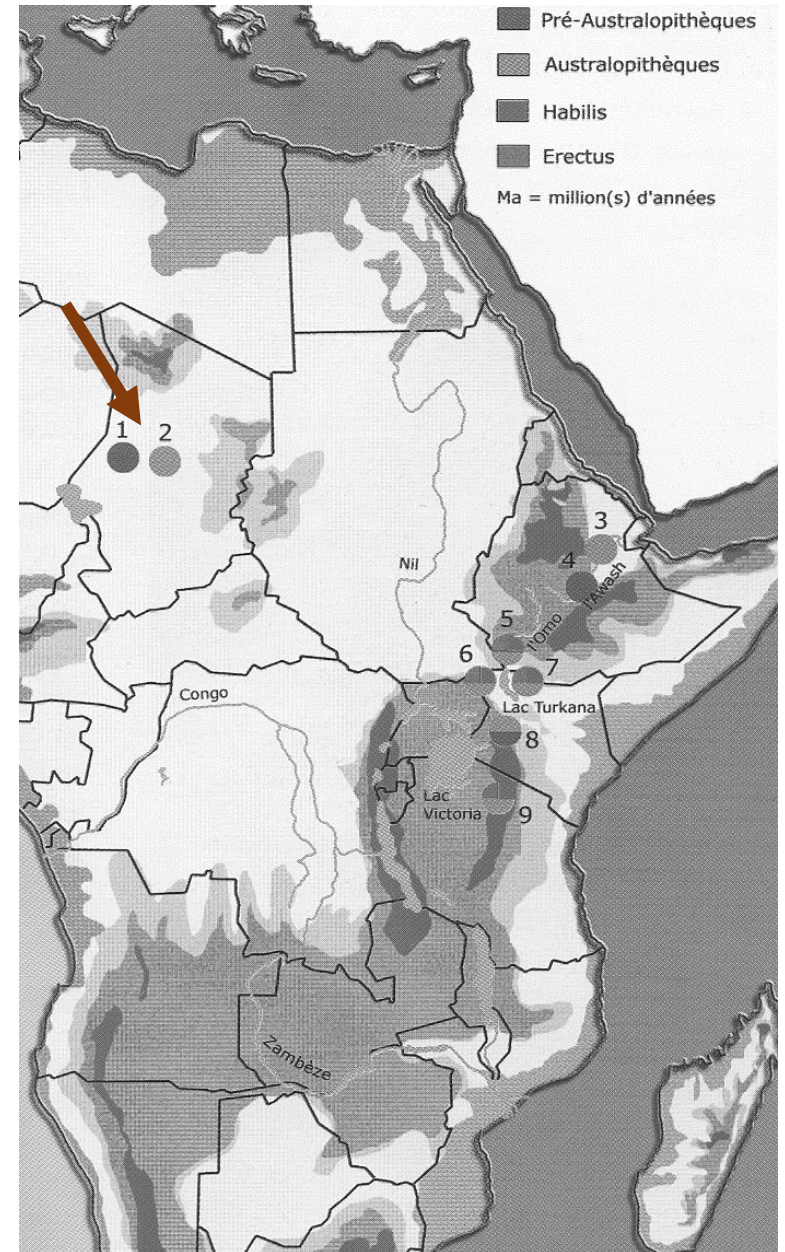 Pré-Australopithèques
Australopithèques
Habilis
Erectus
Ma = million(s) d'années
1 2
3
4
l'Awash
Nil
5
l'Omo
6
7
Congo
Lac Turkana
8
Lac
Victoria
9
Zambèze